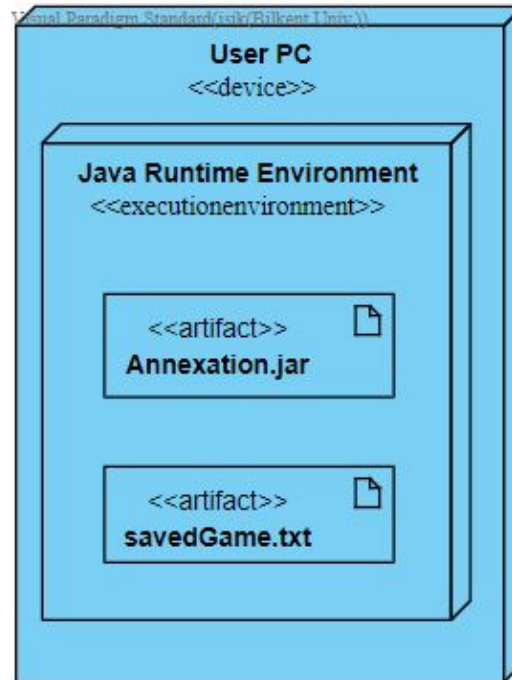 Visual Paradigm Standard(isik(Bilkent Univ.))
User PC
<<device>>
Java Runtime Environment
<<executionenvironment>>
<<artifact>>
Annexation.jar
<<artifact>>
savedGame.txt